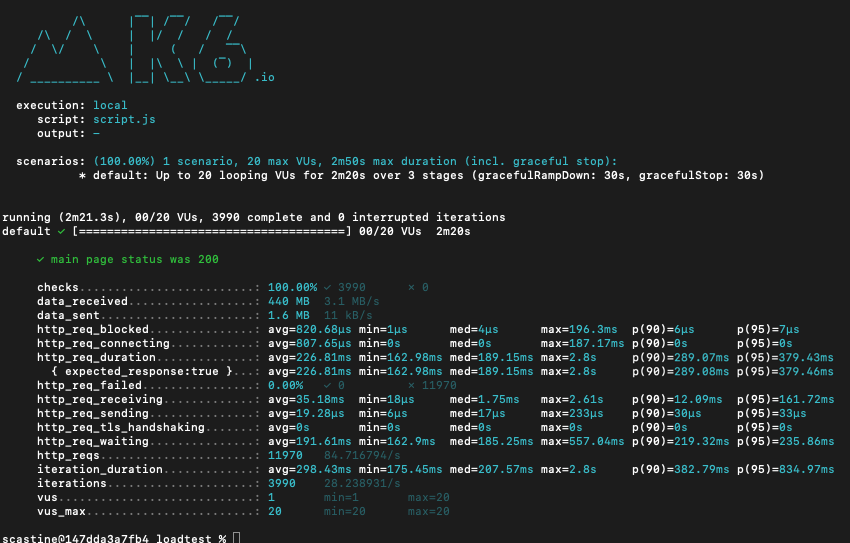 K6 .io
execution: local
script: script.js
output: -
scenarios: (100.00%) 1 scenario, 20 max VUs, 2m50s max duration (incl. graceful stop):
* default: Up to 20 looping VUs for 2m20s over 3 stages (gracefulRampDown: 30s, gracefulStop: 30s)
running (2m21.3s), 00/20 VUs, 3990 complete and 0 interrupted iterations
default ✓ [======================================] 00/20 VUs  2m20s
✓ main page status was 200
checks.........................: 100.00% ✓ 3990      × 0
data_received..................: 440 MB  3.1 MB/s
data_sent......................: 1.6 MB  11 kB/s
http_req_blocked...............: avg=820.68µs min=1µs      med=4µs      max=196.3ms  p(90)=6µs      p(95)=7µs
http_req_connecting............: avg=807.65µs min=0s       med=0s       max=187.17ms p(90)=0s       p(95)=0s
http_req_duration..............: avg=226.81ms min=162.98ms med=189.15ms max=2.8s     p(90)=289.07ms p(95)=379.43ms
{ expected_response:true }...: avg=226.81ms min=162.98ms med=189.15ms max=2.8s     p(90)=289.08ms p(95)=379.46ms
http_req_failed................: 0.00%   ✓ 0         × 11970
http_req_receiving.............: avg=35.18ms  min=18µs     med=1.75ms   max=2.61s    p(90)=12.09ms  p(95)=161.72ms
http_req_sending...............: avg=19.28µs  min=6µs      med=17µs     max=233µs    p(90)=30µs     p(95)=33µs
http_req_tls_handshaking.......: avg=0s       min=0s       med=0s       max=0s       p(90)=0s       p(95)=0s
http_req_waiting...............: avg=191.61ms min=162.9ms  med=185.25ms max=557.04ms p(90)=219.32ms p(95)=235.86ms
http_reqs......................: 11970   84.716794/s
iteration_duration.............: avg=298.43ms min=175.45ms med=207.57ms max=2.8s     p(90)=382.79ms p(95)=834.97ms
iterations.....................: 3990    28.238931/s
vus............................: 1       min=1       max=20
vus_max........................: 20      min=20      max=20
scastine@147dda3a7fb4 loadtest %